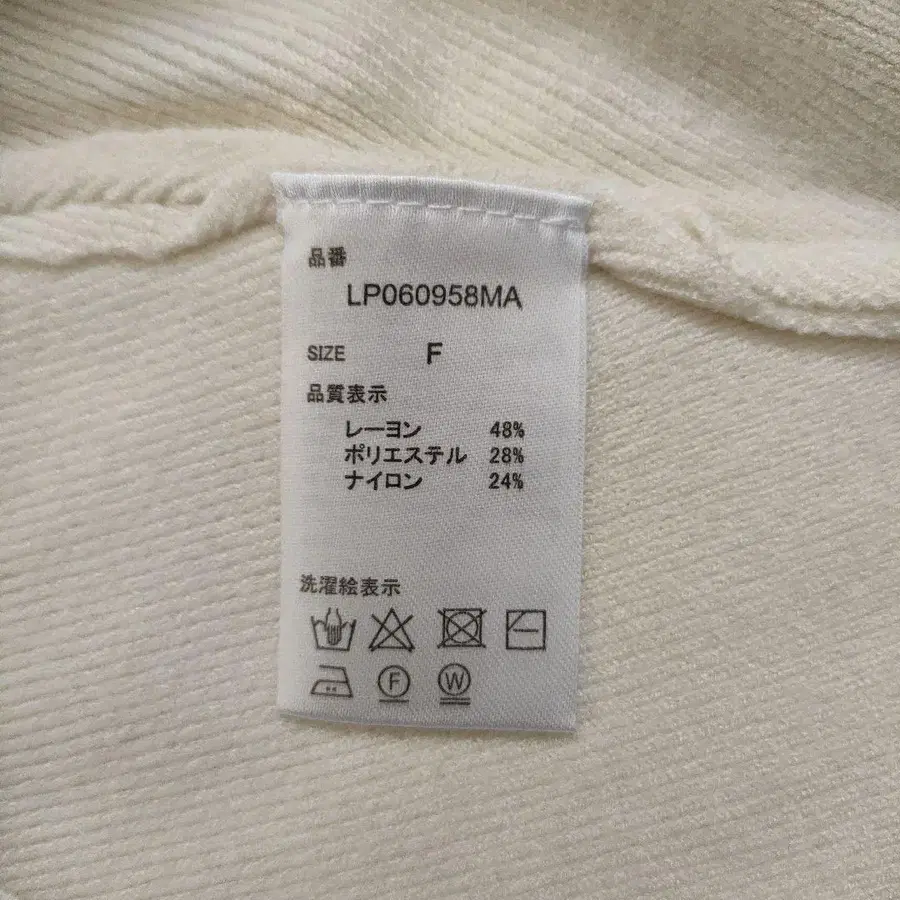 品番
LP060958MA
SIZE F
品質表示
レーヨン 48%
ポリエステル 28%
ナイロン 24%
洗濯絵表示
F W